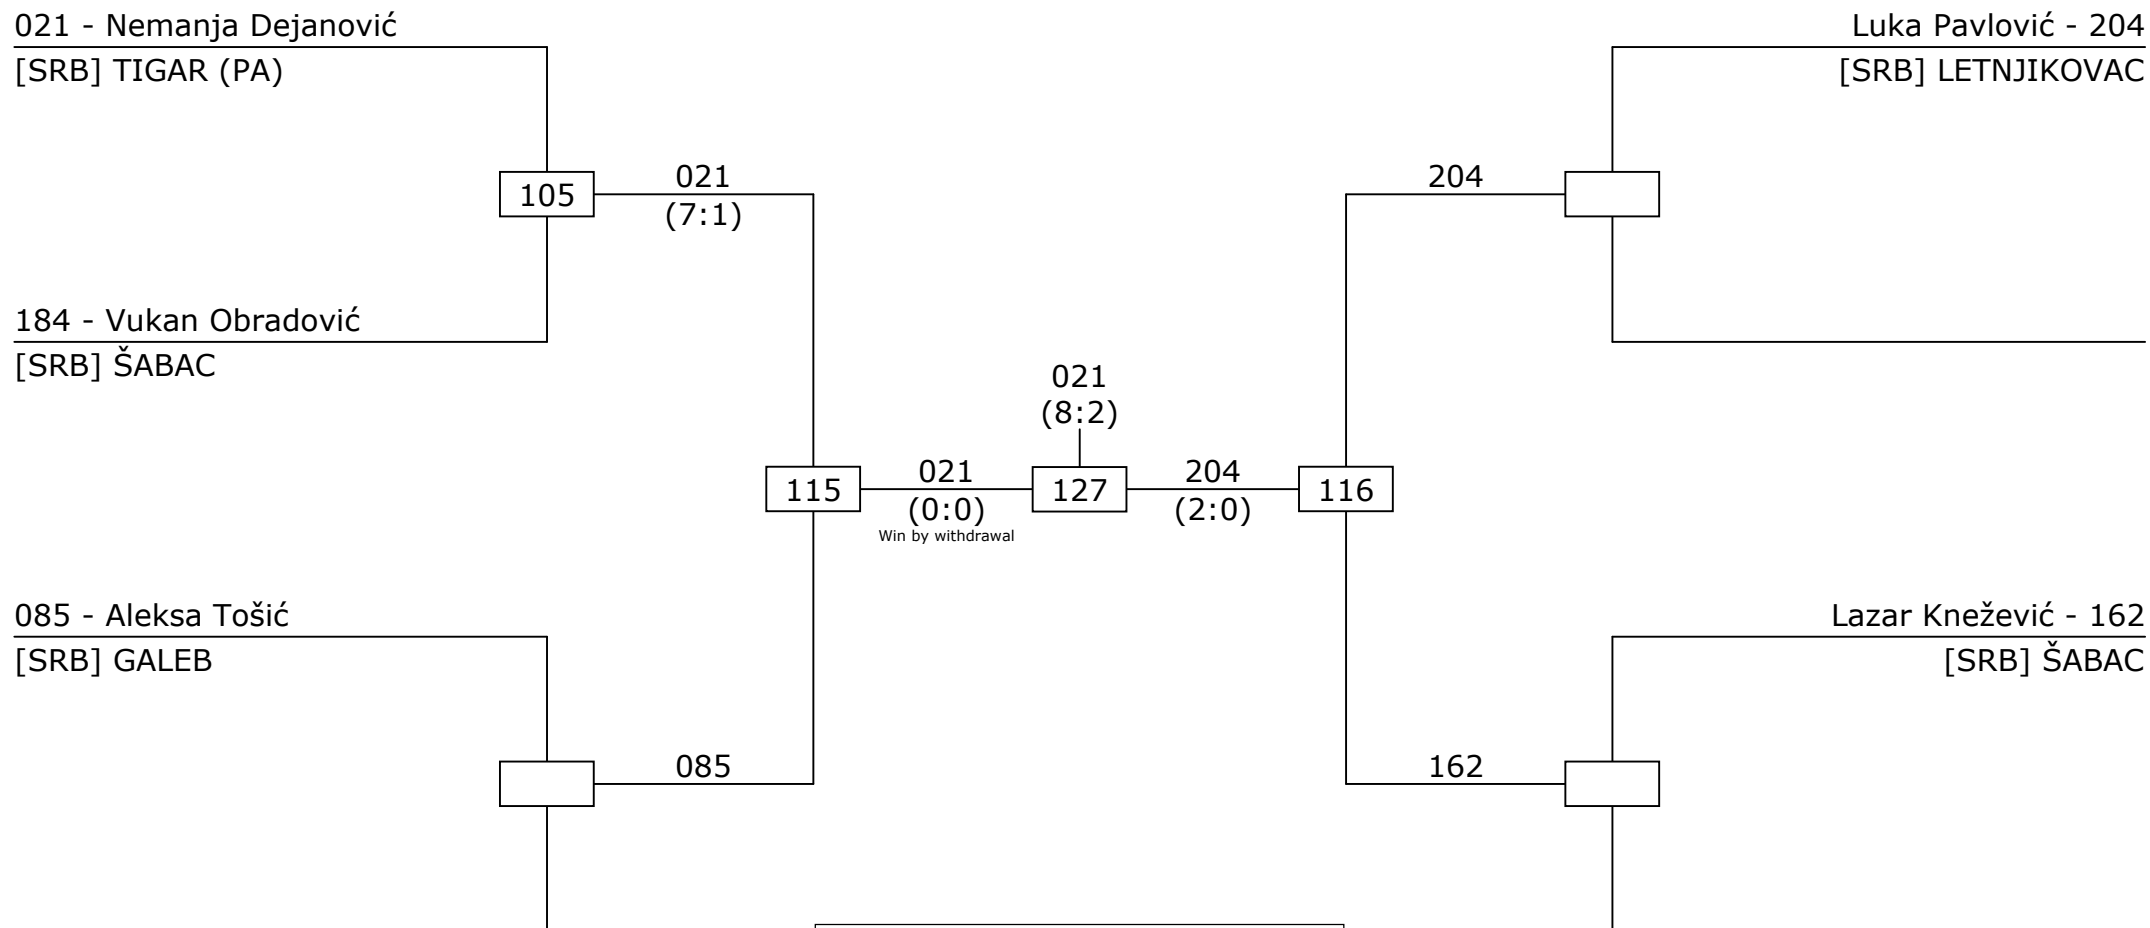 021 - Nemanja Dejanović
[SRB] TIGAR (PA)
Luka Pavlović - 204
[SRB] LETNJIKOVAC
105
021
(7:1)
204
184 - Vukan Obradović
[SRB] ŠABAC
021
(8:2)
115
021
(0:0)
Win by withdrawal
127
204
(2:0)
116
085 - Aleksa Tošić
[SRB] GALEB
Lazar Knežević - 162
[SRB] ŠABAC
085
162